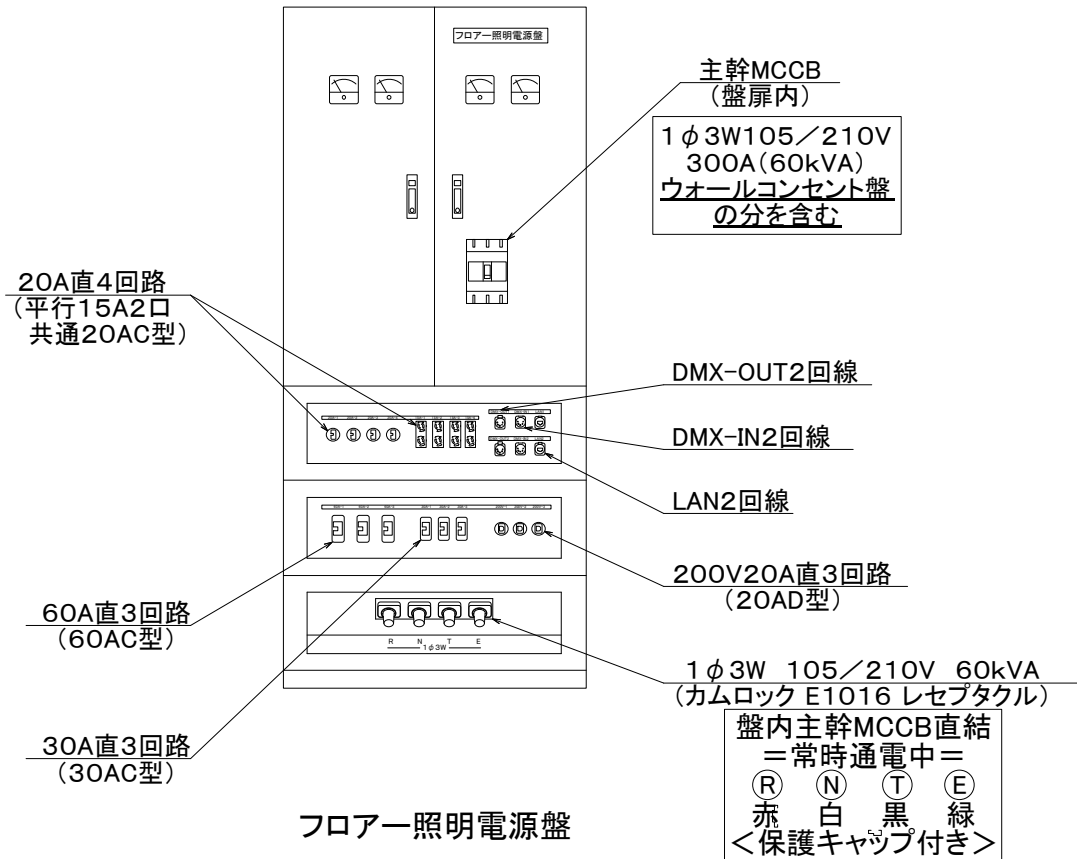 フロアー照明電源盤
主幹MCCB
(盤扉内)
1φ3W105/210V
300A(60kVA)
ウォールコンセント盤
の分を含む
20A直4回路
(平行15A2口
共通20AC型)
DMX-OUT2回線
DMX-IN2回線
LAN2回線
200V20A直3回路
(20AD型)
60A直3回路
(60AC型)
R N T E
1φ3W
1φ3W 105/210V 60kVA
(カムロック E1016 レセプタクル)
盤内主幹MCCB直結
=常時通電中=
Ⓡ Ⓝ Ⓣ Ⓔ
赤 白 黒 緑
<保護キャップ付き>
30A直3回路
(30AC型)
フロアー照明電源盤